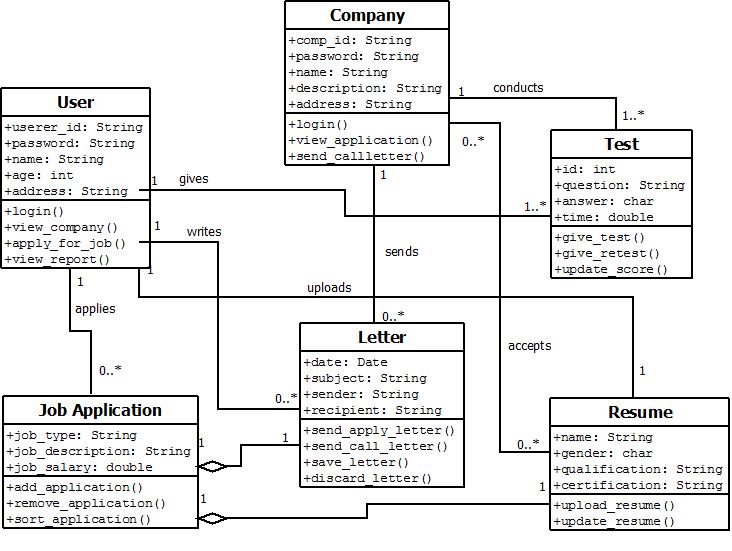 Company
+comp_id: String
+password: String
+name: String
+description: String
+address: String
+login()
+view_application()
+send_callletter()
1
conducts
1..*
0..*
User
+userer_id: String
+password: String
+name: String
+age: int
+address: String
+login()
+view_company()
+apply_for_job()
+view_report()
1
gives
1..*
Test
+id: int
+question: String
+answer: char
+time: double
+give_test()
+give_retest()
+update_score()
1
writes
0..*
1
sends
0..*
1
uploads
1
1
applies
0..*
accepts
0..*
Letter
+date: Date
+subject: String
+sender: String
+recipient: String
+send_apply_letter()
+send_call_letter()
+save_letter()
+discard_letter()
Job Application
+job_type: String
+job_description: String
+job_salary: double
+add_application()
+remove_application()
+sort_application()
1
1
1
1
Resume
+name: String
+gender: char
+qualification: String
+certification: String
+upload_resume()
+update_resume()